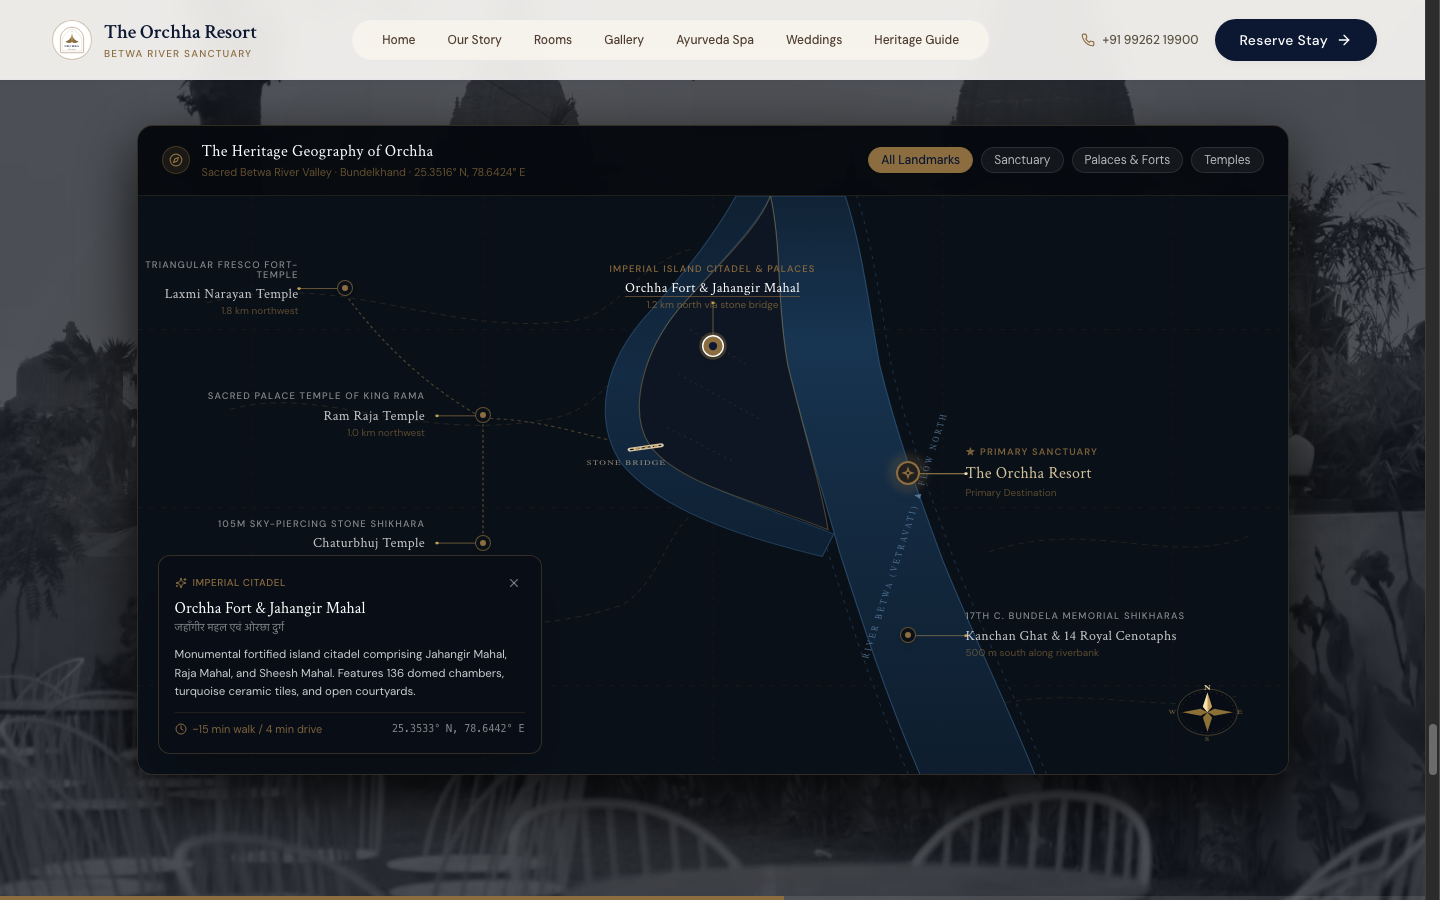 The Orchha Resort
BETWA RIVER SANCTUARY
Home
Our Story
Rooms
Gallery
Ayurveda Spa
Weddings
Heritage Guide
+91 99262 19900
Reserve Stay
The Heritage Geography of Orchha
Sacred Betwa River Valley · Bundelkhand · 25.3516° N, 78.6424° E
All Landmarks
Sanctuary
Palaces & Forts
Temples
TRIANGULAR FRESCO FORT-
TEMPLE
Laxmi Narayan Temple
1.8 km northwest
IMPERIAL ISLAND CITADEL & PALACES
Orchha Fort & Jahangir Mahal
1.2 km north via stone bridge
SACRED PALACE TEMPLE OF KING RAMA
Ram Raja Temple
1.0 km northwest
STONE BRIDGE
★ PRIMARY SANCTUARY
The Orchha Resort
Primary Destination
RIVER BETWA (VETRAVATI) ▲ FLOW NORTH
105M SKY-PIERCING STONE SHIKHARA
Chaturbhuj Temple
17TH C. BUNDELA MEMORIAL SHIKHARAS
Kanchan Ghat & 14 Royal Cenotaphs
500 m south along riverbank
IMPERIAL CITADEL
Orchha Fort & Jahangir Mahal
जहाँगीर महल एवं ओरछा दुर्ग
Monumental fortified island citadel comprising Jahangir Mahal,
Raja Mahal, and Sheesh Mahal. Features 136 domed chambers,
turquoise ceramic tiles, and open courtyards.
~15 min walk / 4 min drive
25.3533° N, 78.6442° E
N
W
E
S